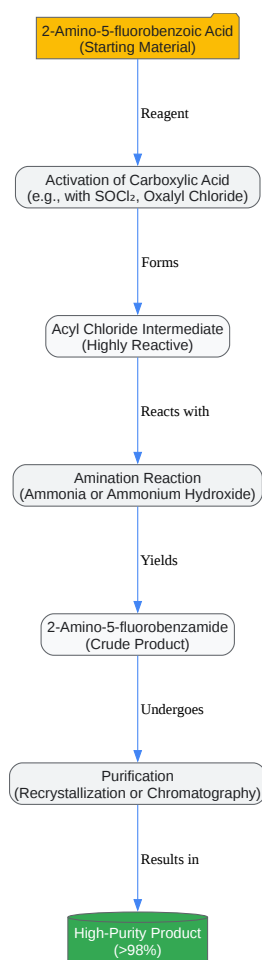 2-Amino-5-fluorobenzoic Acid
(Starting Material)
Reagent
Activation of Carboxylic Acid
(e.g., with SOCl₂, Oxalyl Chloride)
Forms
Acyl Chloride Intermediate
(Highly Reactive)
Reacts with
Amination Reaction
(Ammonia or Ammonium Hydroxide)
Yields
2-Amino-5-fluorobenzamide
(Crude Product)
Undergoes
Purification
(Recrystallization or Chromatography)
Results in
High-Purity Product
(>98%)